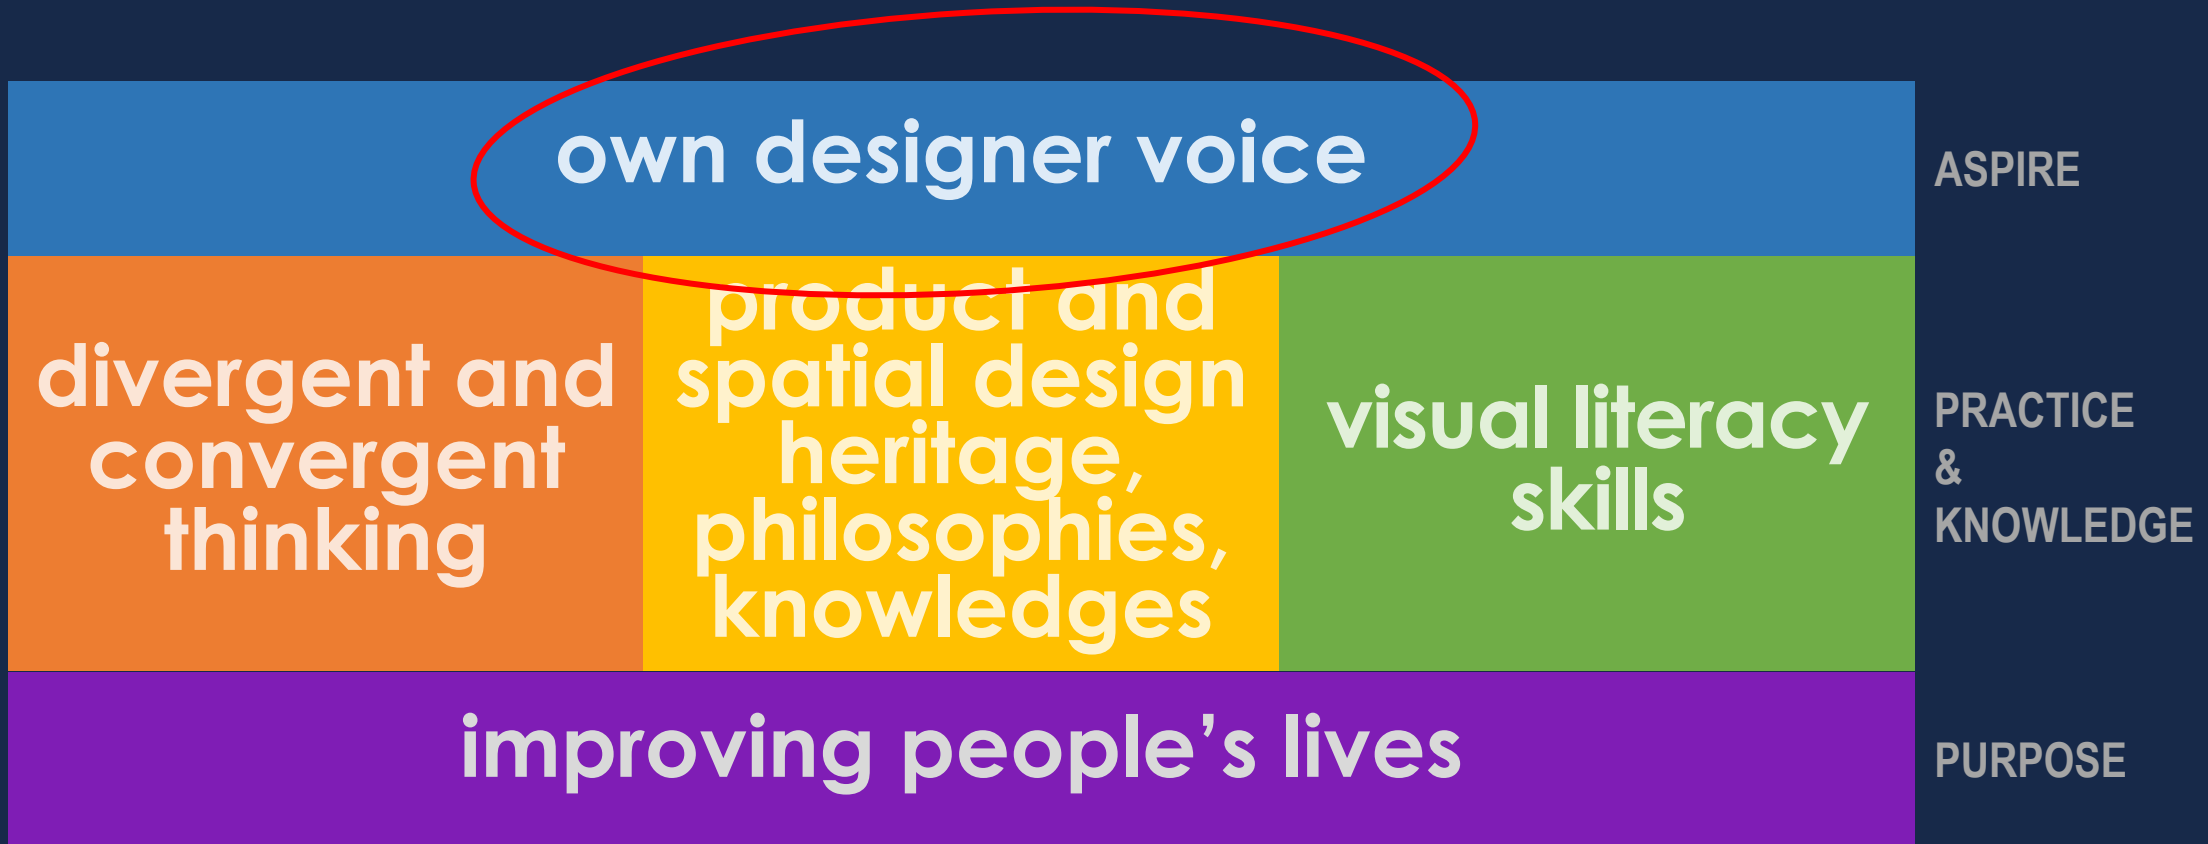 own designer voice
ASPIRE
divergent and
convergent
thinking
product and
spatial design
heritage,
philosophies,
knowledges
visual literacy
skills
PRACTICE
&
KNOWLEDGE
improving people’s lives
PURPOSE